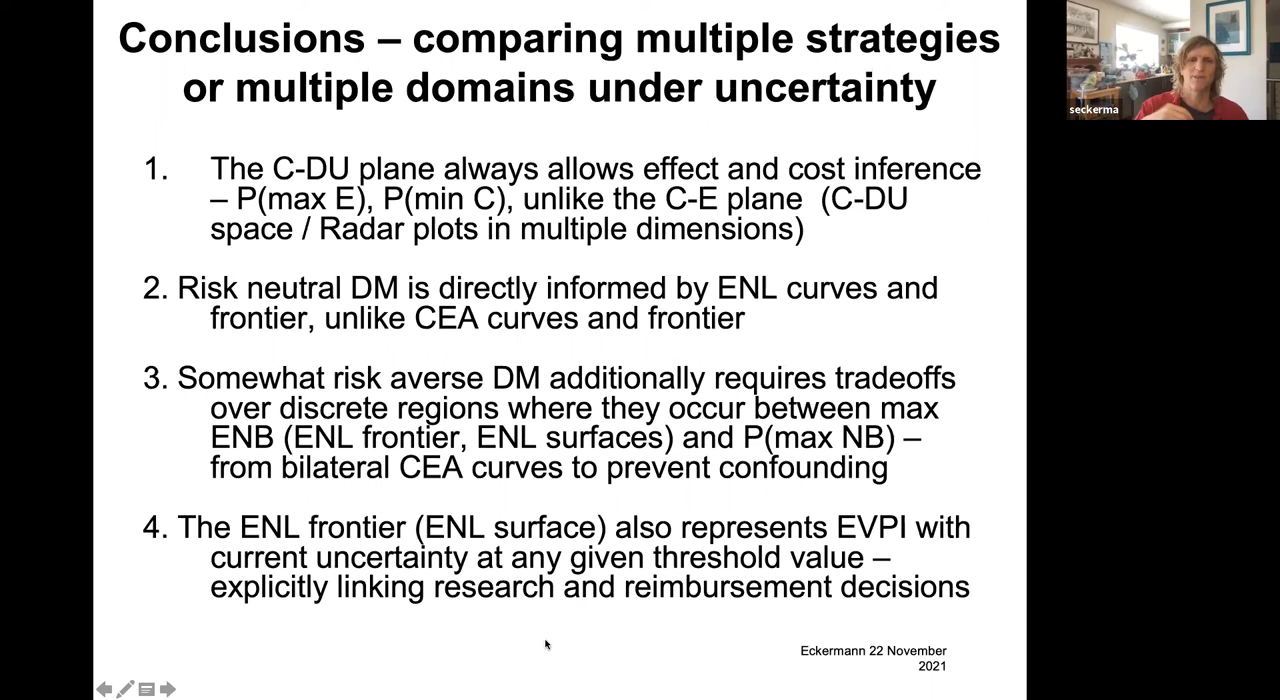 Conclusions – comparing multiple strategies
or multiple domains under uncertainty
1. The C-DU plane always allows effect and cost inference
– P(max E), P(min C), unlike the C-E plane (C-DU
space / Radar plots in multiple dimensions)
2. Risk neutral DM is directly informed by ENL curves and
frontier, unlike CEA curves and frontier
3. Somewhat risk averse DM additionally requires tradeoffs
over discrete regions where they occur between max
ENB (ENL frontier, ENL surfaces) and P(max NB) –
from bilateral CEA curves to prevent confounding
4. The ENL frontier (ENL surface) also represents EVPI with
current uncertainty at any given threshold value –
explicitly linking research and reimbursement decisions
Eckermann 22 November
2021
seckerma